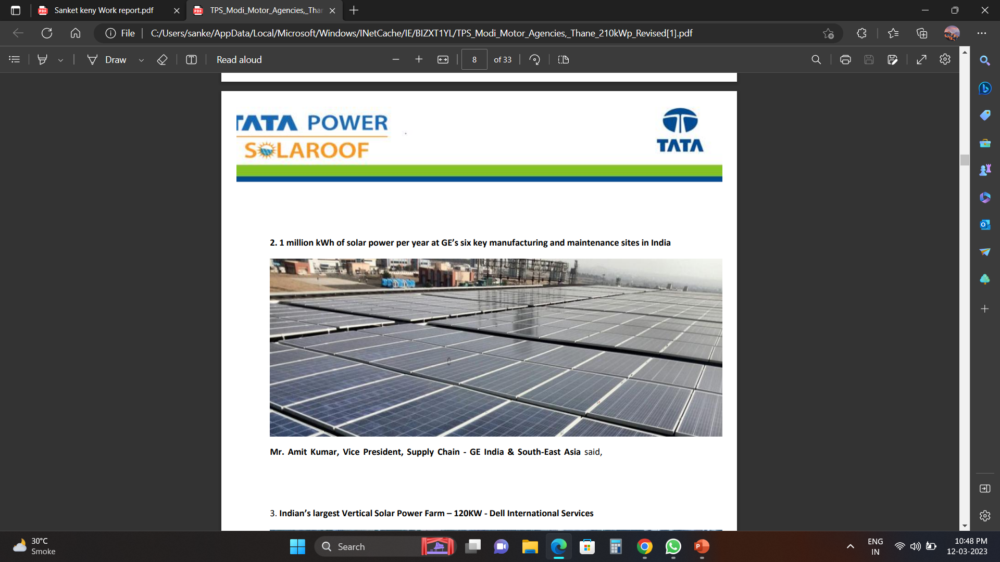 Sanket keny Work report.pdf
TPS_Modi_Motor_Agencies,_Thar
File
C:/Users/sanke/AppData/Local/Microsoft/Windows/INetCache/IE/BIZXT1YL/TPS_Modi_Motor_Agencies,_Thane_210kWp_Revised[1].pdf
Draw
Read aloud
8 of 33
TATA POWER
SOLAROOF
TATA
2. 1 million kWh of solar power per year at GE’s six key manufacturing and maintenance sites in India
Mr. Amit Kumar, Vice President, Supply Chain - GE India & South-East Asia said,
3. Indian’s largest Vertical Solar Power Farm – 120KW - Dell International Services
30°C
Smoke
Search
ENG
IN
10:48 PM
12-03-2023